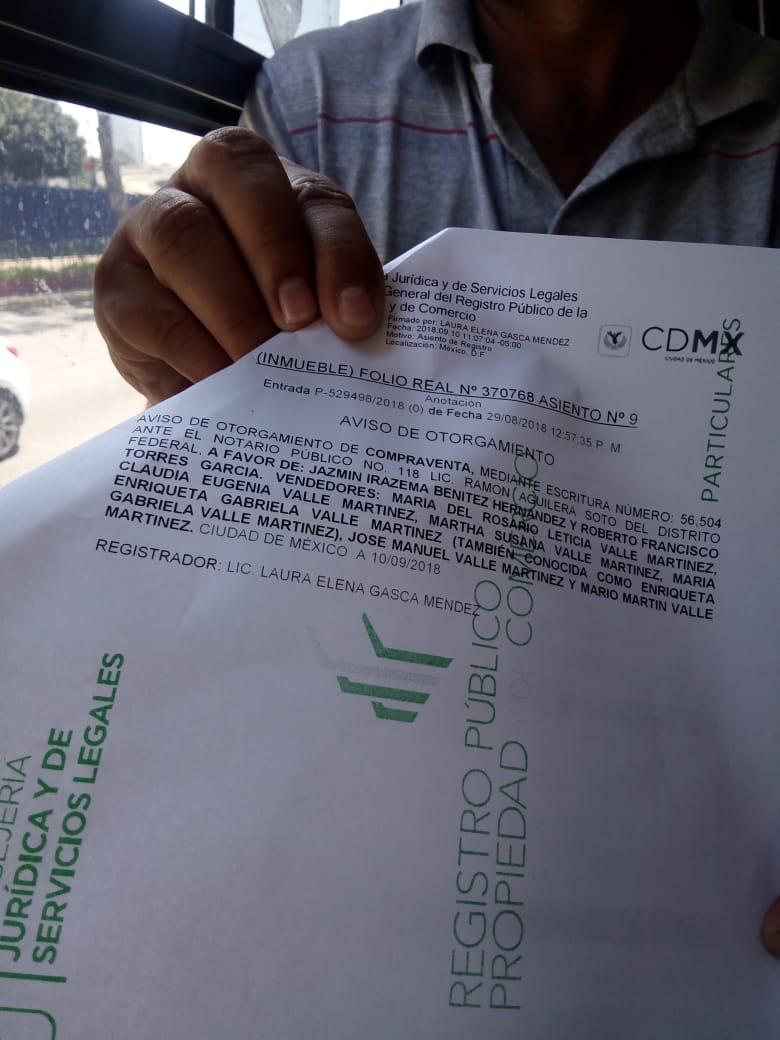 a Jurídica y de Servicios Legales
General del Registro Público de la
y de Comercio
Firmado por: LAURA ELENA GASCA MENDEZ
Fecha: 2018.09.10 11:07:04 -05:00
Motivo: Asiento de Registro
Localización: México, D.F
CDMX
CIUDAD DE MÉXICO
(INMUEBLE) FOLIO REAL Nº 370768 ASIENTO Nº 9
Anotación
Entrada P-529498/2018 (0) de Fecha 29/08/2018 12:57:35 P. M.
AVISO DE OTORGAMIENTO
AVISO DE OTORGAMIENTO DE COMPRAVENTA, MEDIANTE ESCRITURA NÚMERO: 56,504
ANTE EL NOTARIO PÚBLICO NO. 118 LIC. RAMON AGUILERA SOTO DEL DISTRITO
FEDERAL, A FAVOR DE: JAZMIN IRAZEMA BENITEZ HERNANDEZ Y ROBERTO FRANCISCO
TORRES GARCIA. VENDEDORES: MARIA DEL ROSARIO LETICIA VALLE MARTINEZ,
CLAUDIA EUGENIA VALLE MARTINEZ, MARTHA SUSANA VALLE MARTINEZ, MARIA
ENRIQUETA GABRIELA VALLE MARTINEZ (TAMBIÉN CONOCIDA COMO ENRIQUETA
GABRIELA VALLE MARTINEZ), JOSE MANUEL VALLE MARTINEZ Y MARIO MARTIN VALLE
MARTINEZ. CIUDAD DE MÉXICO A 10/09/2018
REGISTRADOR: LIC. LAURA ELENA GASCA MENDEZ
PARTICULARES
REGISTRO PÚBLICO
PROPIEDAD DE COMERCIO
SEJERÍA
JURÍDICA Y DE
SERVICIOS LEGALES